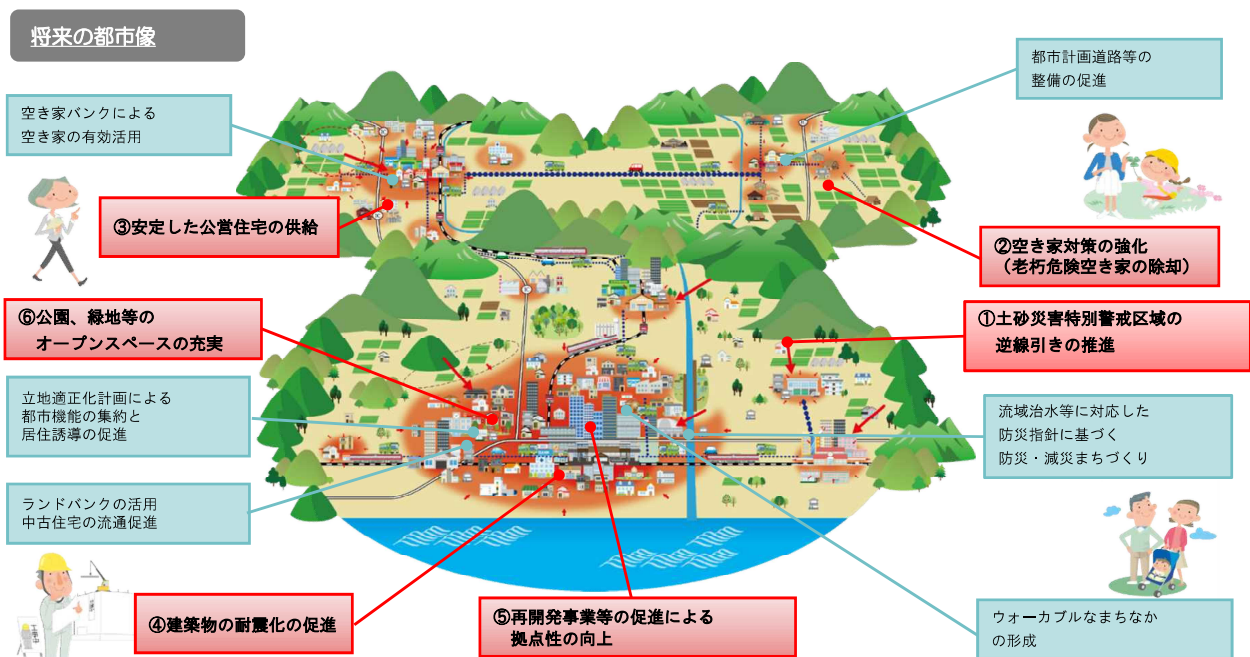 将来の都市像
都市計画道路等の
整備の促進
空き家バンクによる
空き家の有効活用
③安定した公営住宅の供給
②空き家対策の強化
（老朽危険空き家の除却）
⑥公園、緑地等の
オープンスペースの充実
①土砂災害特別警戒区域の
逆線引きの推進
立地適正化計画による
都市機能の集約と
居住誘導の促進
流域治水等に対応した
防災指針に基づく
防災・減災まちづくり
ランドバンクの活用
中古住宅の流通促進
④建築物の耐震化の促進
⑤再開発事業等の促進による
拠点性の向上
ウォーカブルなまちなか
の形成